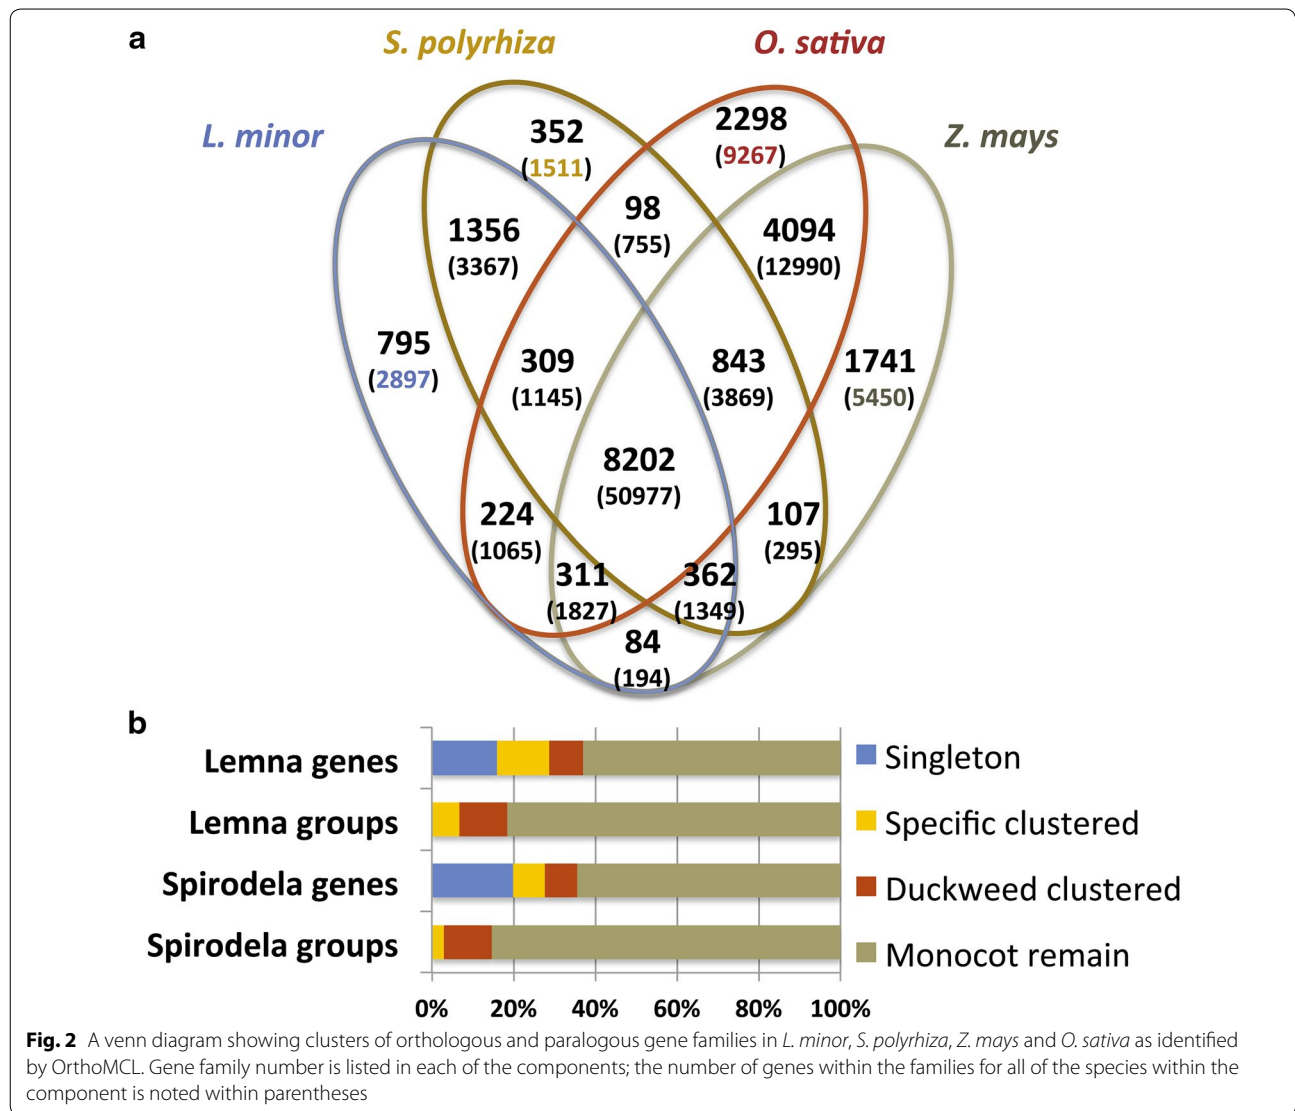 a
S. polyrhiza
O. sativa
L. minor
Z. mays
352
(1511)
2298
(9267)
98
(755)
1356
(3367)
4094
(12990)
795
(2897)
309
(1145)
843
(3869)
1741
(5450)
8202
(50977)
224
(1065)
107
(295)
311
(1827)
362
(1349)
84
(194)
b
Lemna genes
Lemna groups
Spirodela genes
Spirodela groups
Singleton
Specific clustered
Duckweed clustered
Monocot remain
0% 20% 40% 60% 80% 100%
Fig. 2 A venn diagram showing clusters of orthologous and paralogous gene families in L. minor, S. polyrhiza, Z. mays and O. sativa as identified
by OrthoMCL. Gene family number is listed in each of the components; the number of genes within the families for all of the species within the
component is noted within parentheses